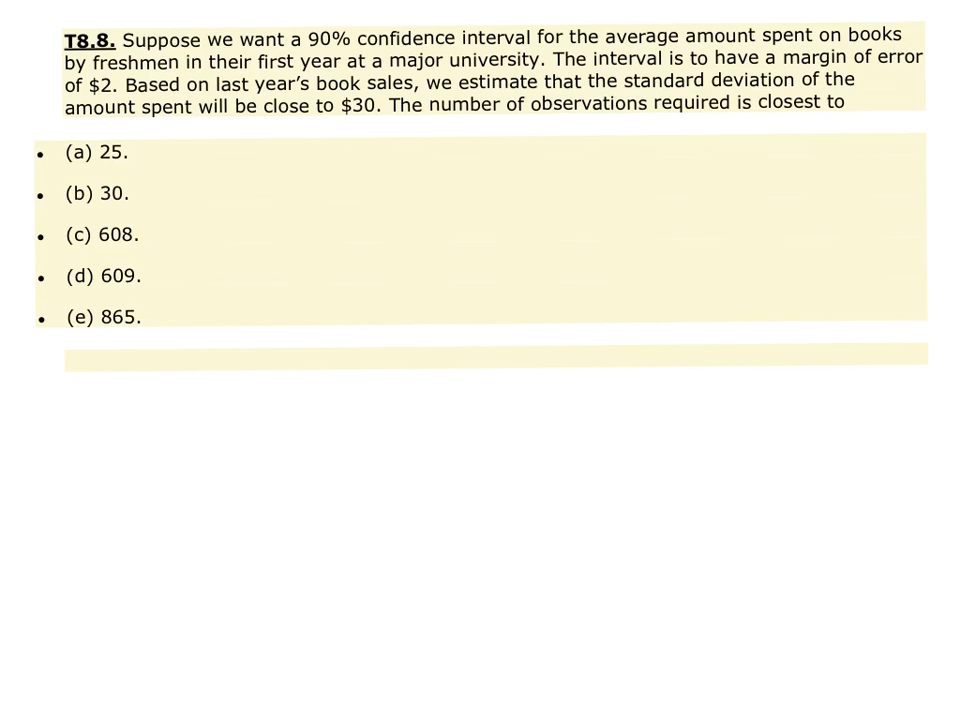 T8.8. Suppose we want a 90% confidence interval for the average amount spent on books
by freshmen in their first year at a major university. The interval is to have a margin of error
of $2. Based on last year’s book sales, we estimate that the standard deviation of the
amount spent will be close to $30. The number of observations required is closest to
• (a) 25.
• (b) 30.
• (c) 608.
• (d) 609.
• (e) 865.